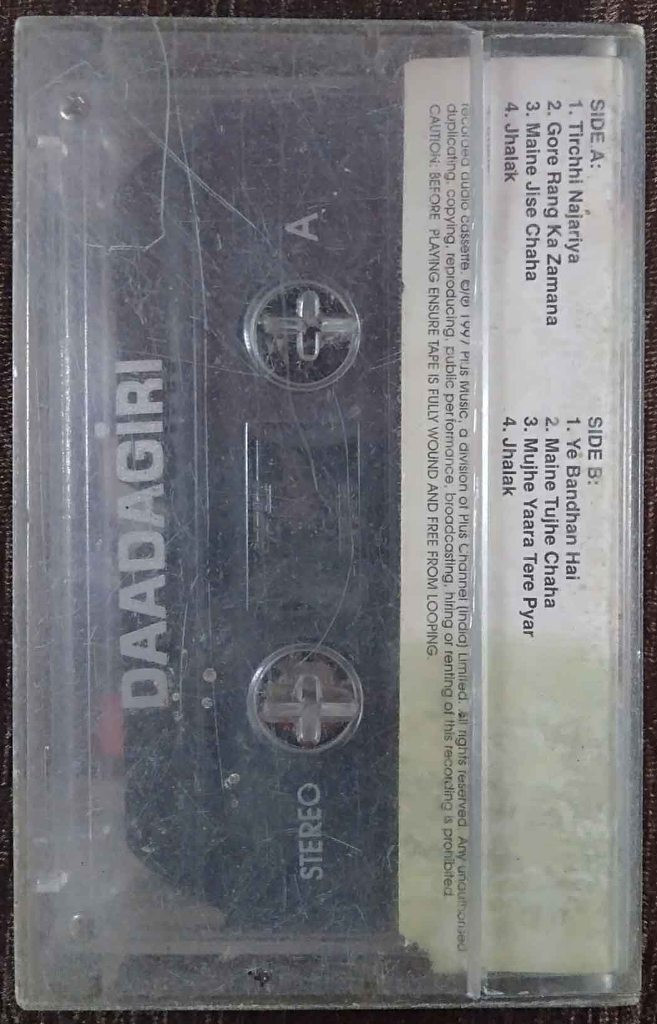 SIDE A:
1. Tirchhi Najariya
2. Gore Rang Ka Zamana
3. Maine Jise Chaha
4. Jhalak
SIDE B:
1. Ye Bandhan Hai
2. Maine Tujhe Chaha
3. Mujhe Yaara Tere Pyar
4. Jhalak
recorded audio cassette. ©/℗ 1997 Plus Music, a division of Plus Channel (India) Limited. All rights reserved. Any unauthorised
duplicating, copying, reproducing, public performance, broadcasting, hiring or renting of this recording is prohibited.
CAUTION: BEFORE PLAYING ENSURE TAPE IS FULLY WOUND AND FREE FROM LOOPING.
A
STEREO
DAADAGIRI